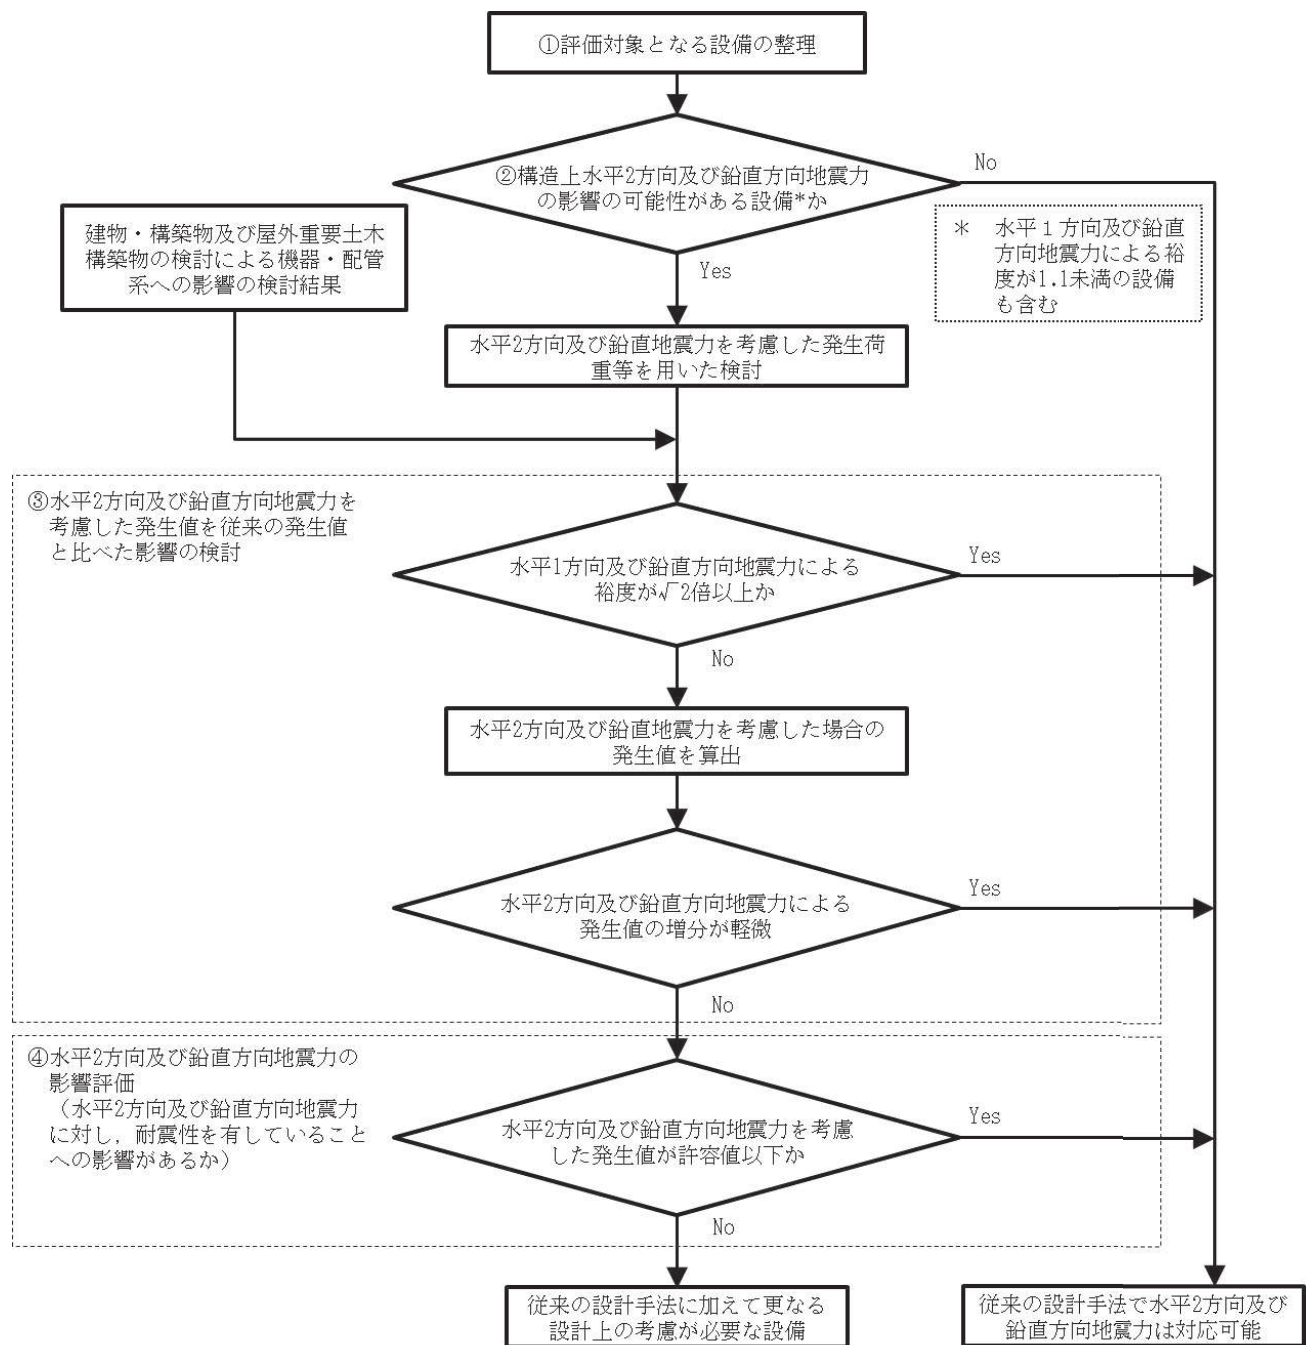 ①評価対象となる設備の整理
②構造上水平2方向及び鉛直方向地震力
の影響の可能性がある設備*か
No
Yes
建物・構築物及び屋外重要土木
構築物の検討による機器・配管
系への影響の検討結果
＊ 水平１方向及び鉛直
方向地震力による裕
度が1.1未満の設備
も含む
水平2方向及び鉛直地震力を考慮した発生荷
重等を用いた検討
③水平2方向及び鉛直方向地震力を
考慮した発生値を従来の発生値
と比べた影響の検討
水平1方向及び鉛直方向地震力による
裕度が√2倍以上か
Yes
No
水平2方向及び鉛直地震力を考慮した場合の
発生値を算出
水平2方向及び鉛直方向地震力による
発生値の増分が軽微
Yes
No
④水平2方向及び鉛直方向地震力の
影響評価
（水平2方向及び鉛直方向地震力
に対し，耐震性を有していること
への影響があるか）
水平2方向及び鉛直方向地震力を考慮
した発生値が許容値以下か
Yes
No
従来の設計手法に加えて更なる
設計上の考慮が必要な設備
従来の設計手法で水平2方向及び
鉛直方向地震力は対応可能